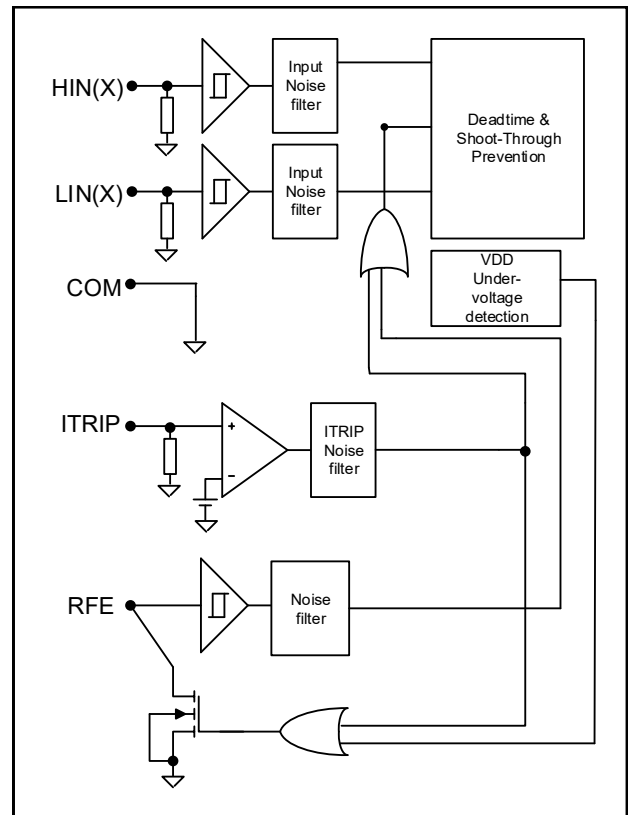 HIN(X)
Input
Noise
filter
Deadtime &
Shoot-Through
Prevention
LIN(X)
Input
Noise
filter
VDD
Under-
voltage
detection
COM
ITRIP
+
−
ITRIP
Noise
filter
RFE
Noise
filter